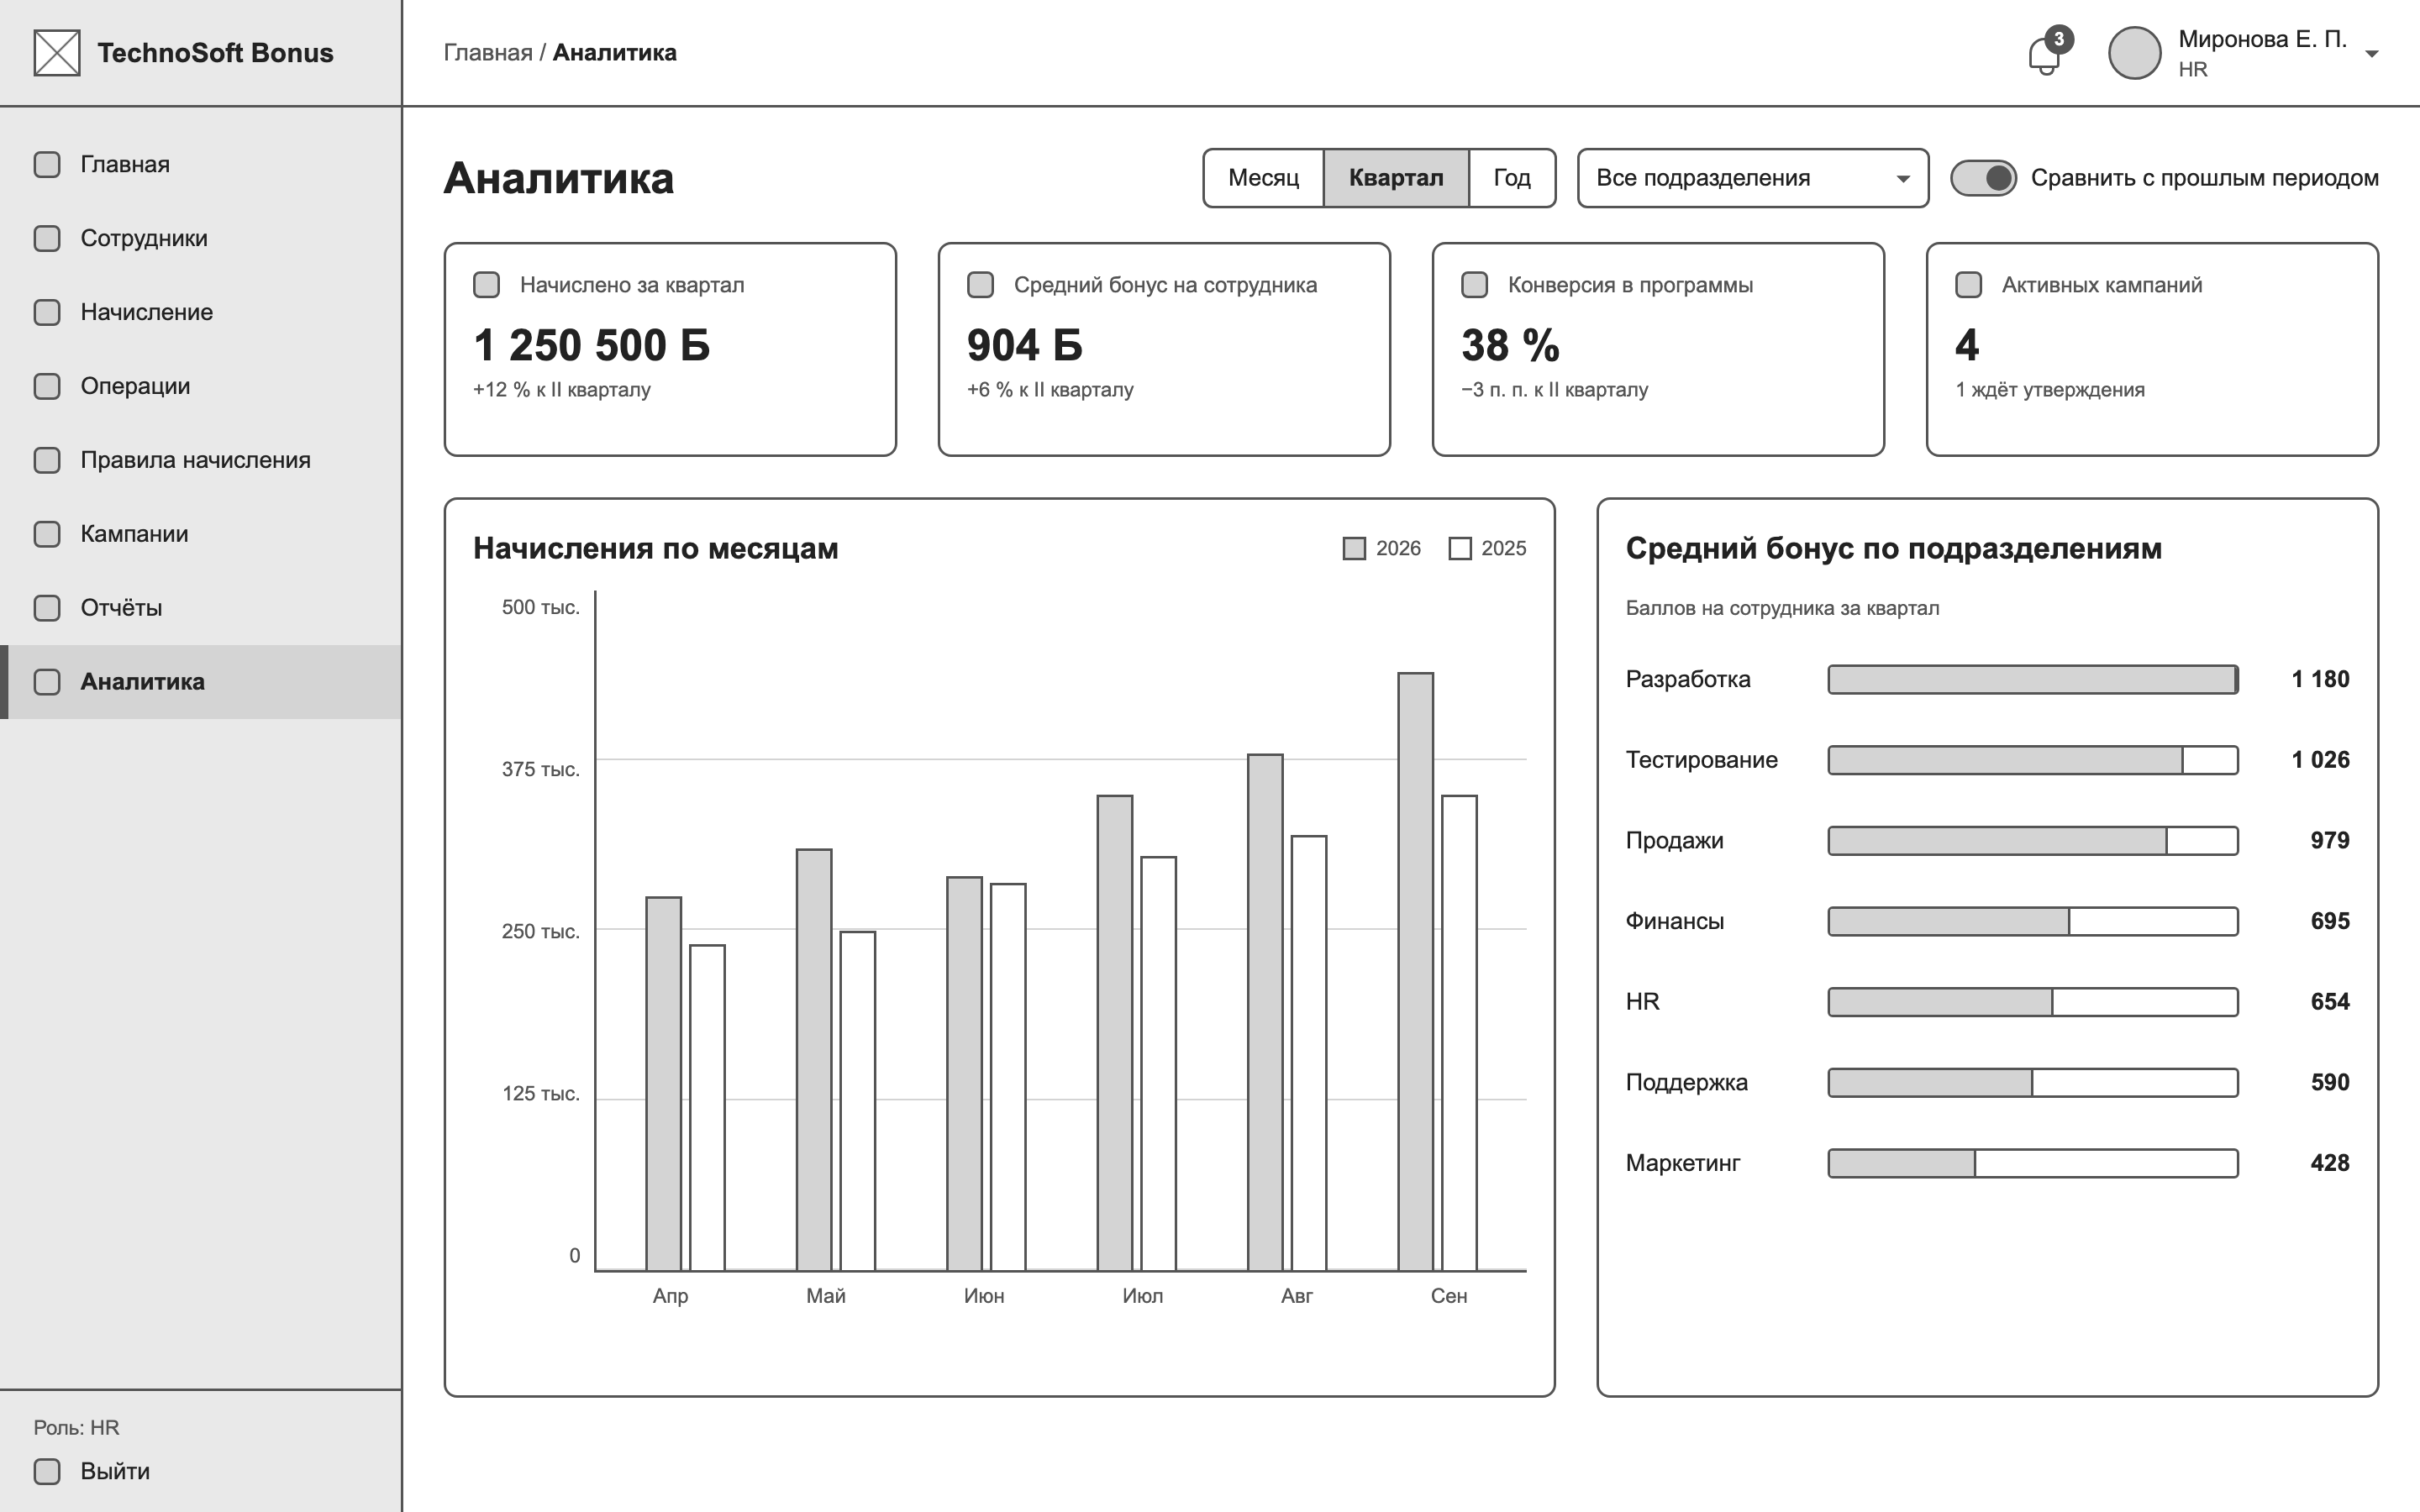 TechnoSoft Bonus
Главная / Аналитика
3
Миронова Е. П.
HR
Главная
Сотрудники
Начисление
Операции
Правила начисления
Кампании
Отчёты
Аналитика
Роль: HR
Выйти
Аналитика
Месяц
Квартал
Год
Все подразделения
Сравнить с прошлым периодом
Начислено за квартал
1 250 500 Б
+12 % к II кварталу
Средний бонус на сотрудника
904 Б
+6 % к II кварталу
Конверсия в программы
38 %
−3 п. п. к II кварталу
Активных кампаний
4
1 ждёт утверждения
Начисления по месяцам
2026
2025
500 тыс.
375 тыс.
250 тыс.
125 тыс.
0
Апр
Май
Июн
Июл
Авг
Сен
Средний бонус по подразделениям
Баллов на сотрудника за квартал
Разработка 1 180
Тестирование 1 026
Продажи 979
Финансы 695
HR 654
Поддержка 590
Маркетинг 428